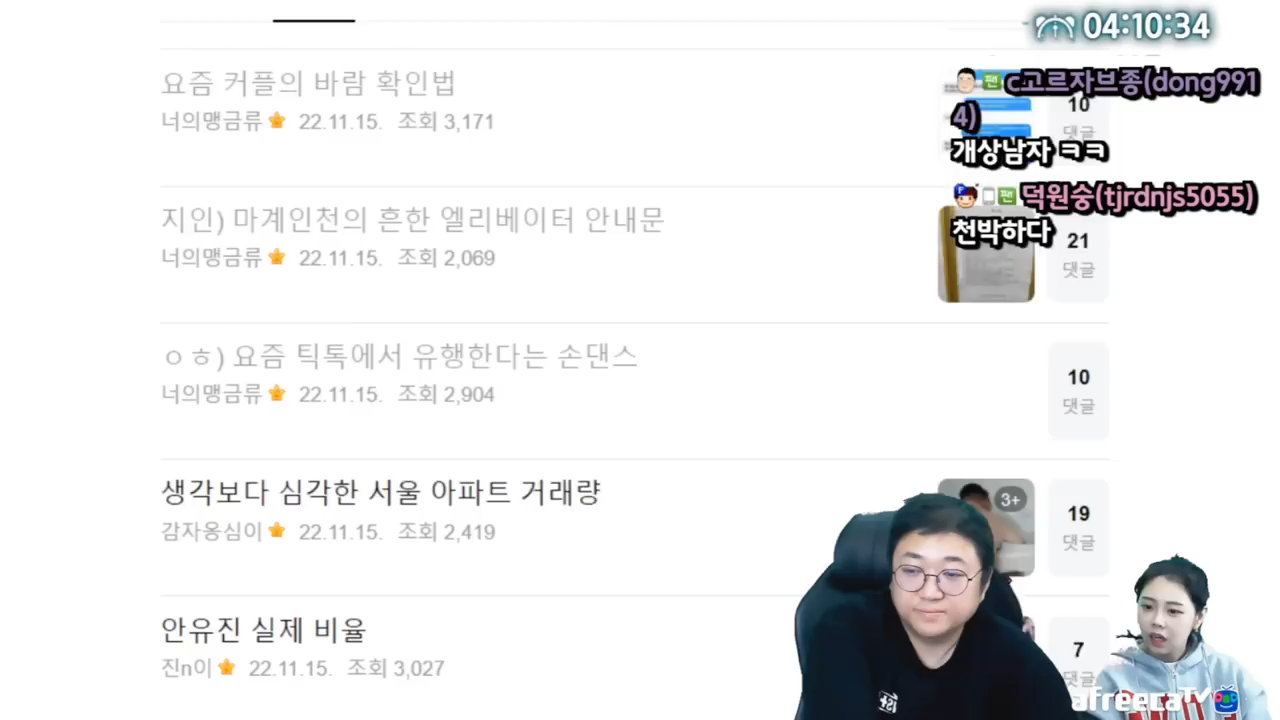 04:10:34
요즘 커플의 바람 확인법
너의맹금류 22.11.15. 조회 3,171
10
댓글
c고르자브종(dong991
4)
개상남자 ㅋㅋ
지인) 마계인천의 흔한 엘리베이터 안내문
너의맹금류 22.11.15. 조회 2,069
21
댓글
덕원숭(tjrdnjs5055)
천박하다
ㅇㅎ) 요즘 틱톡에서 유행한다는 손댄스
너의맹금류 22.11.15. 조회 2,904
10
댓글
생각보다 심각한 서울 아파트 거래량
감자옹심이 22.11.15. 조회 2,419
3+
19
댓글
안유진 실제 비율
진n이 22.11.15. 조회 3,027
7
댓글
afreecaTV